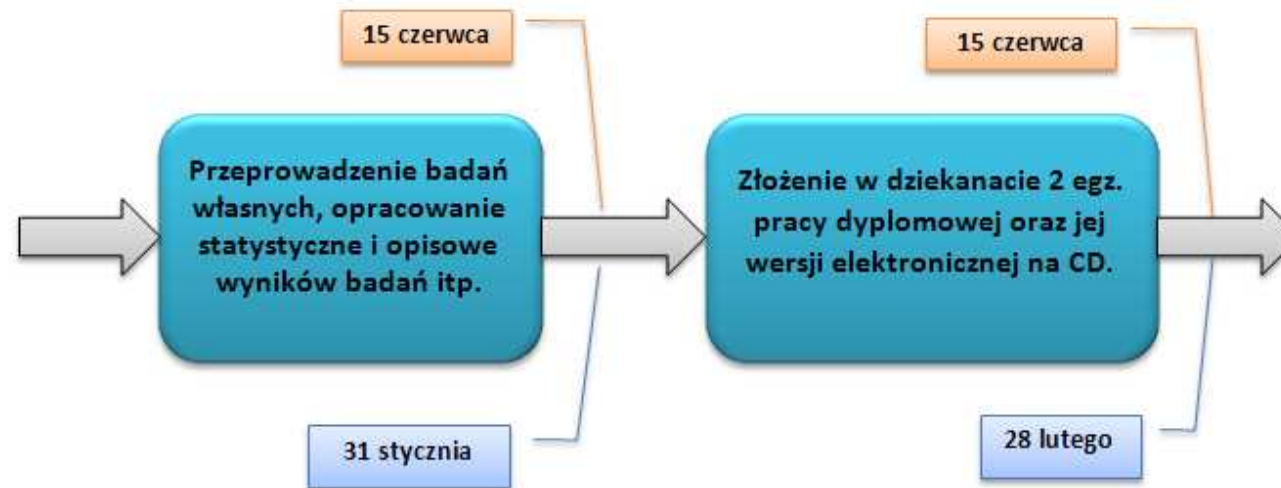 15 czerwca
15 czerwca
Przeprowadzenie badań
własnych, opracowanie
statystyczne i opisowe
wyników badań itp.
Złożenie w dziekanacie 2 egz.
pracy dyplomowej oraz jej
wersji elektronicznej na CD.
31 stycznia
28 lutego